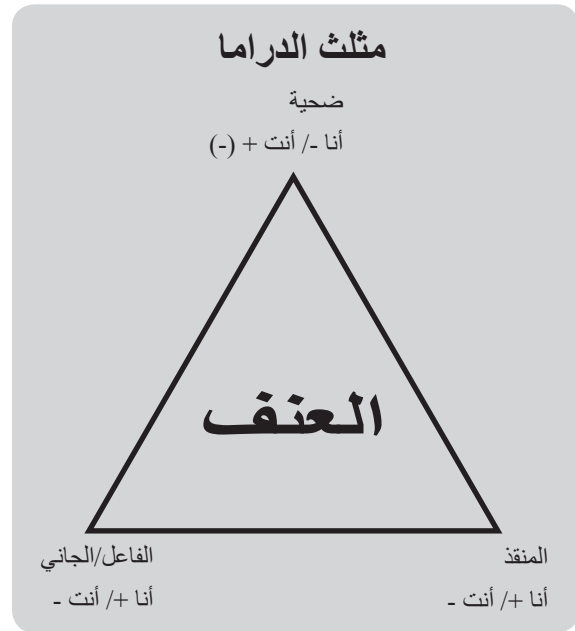 مثلث الدراما
ضحية
أنا -/ أنت + (-)
العنف
المنقذ
أنا +/ أنت -
الفاعل/الجاني
أنا +/ أنت -